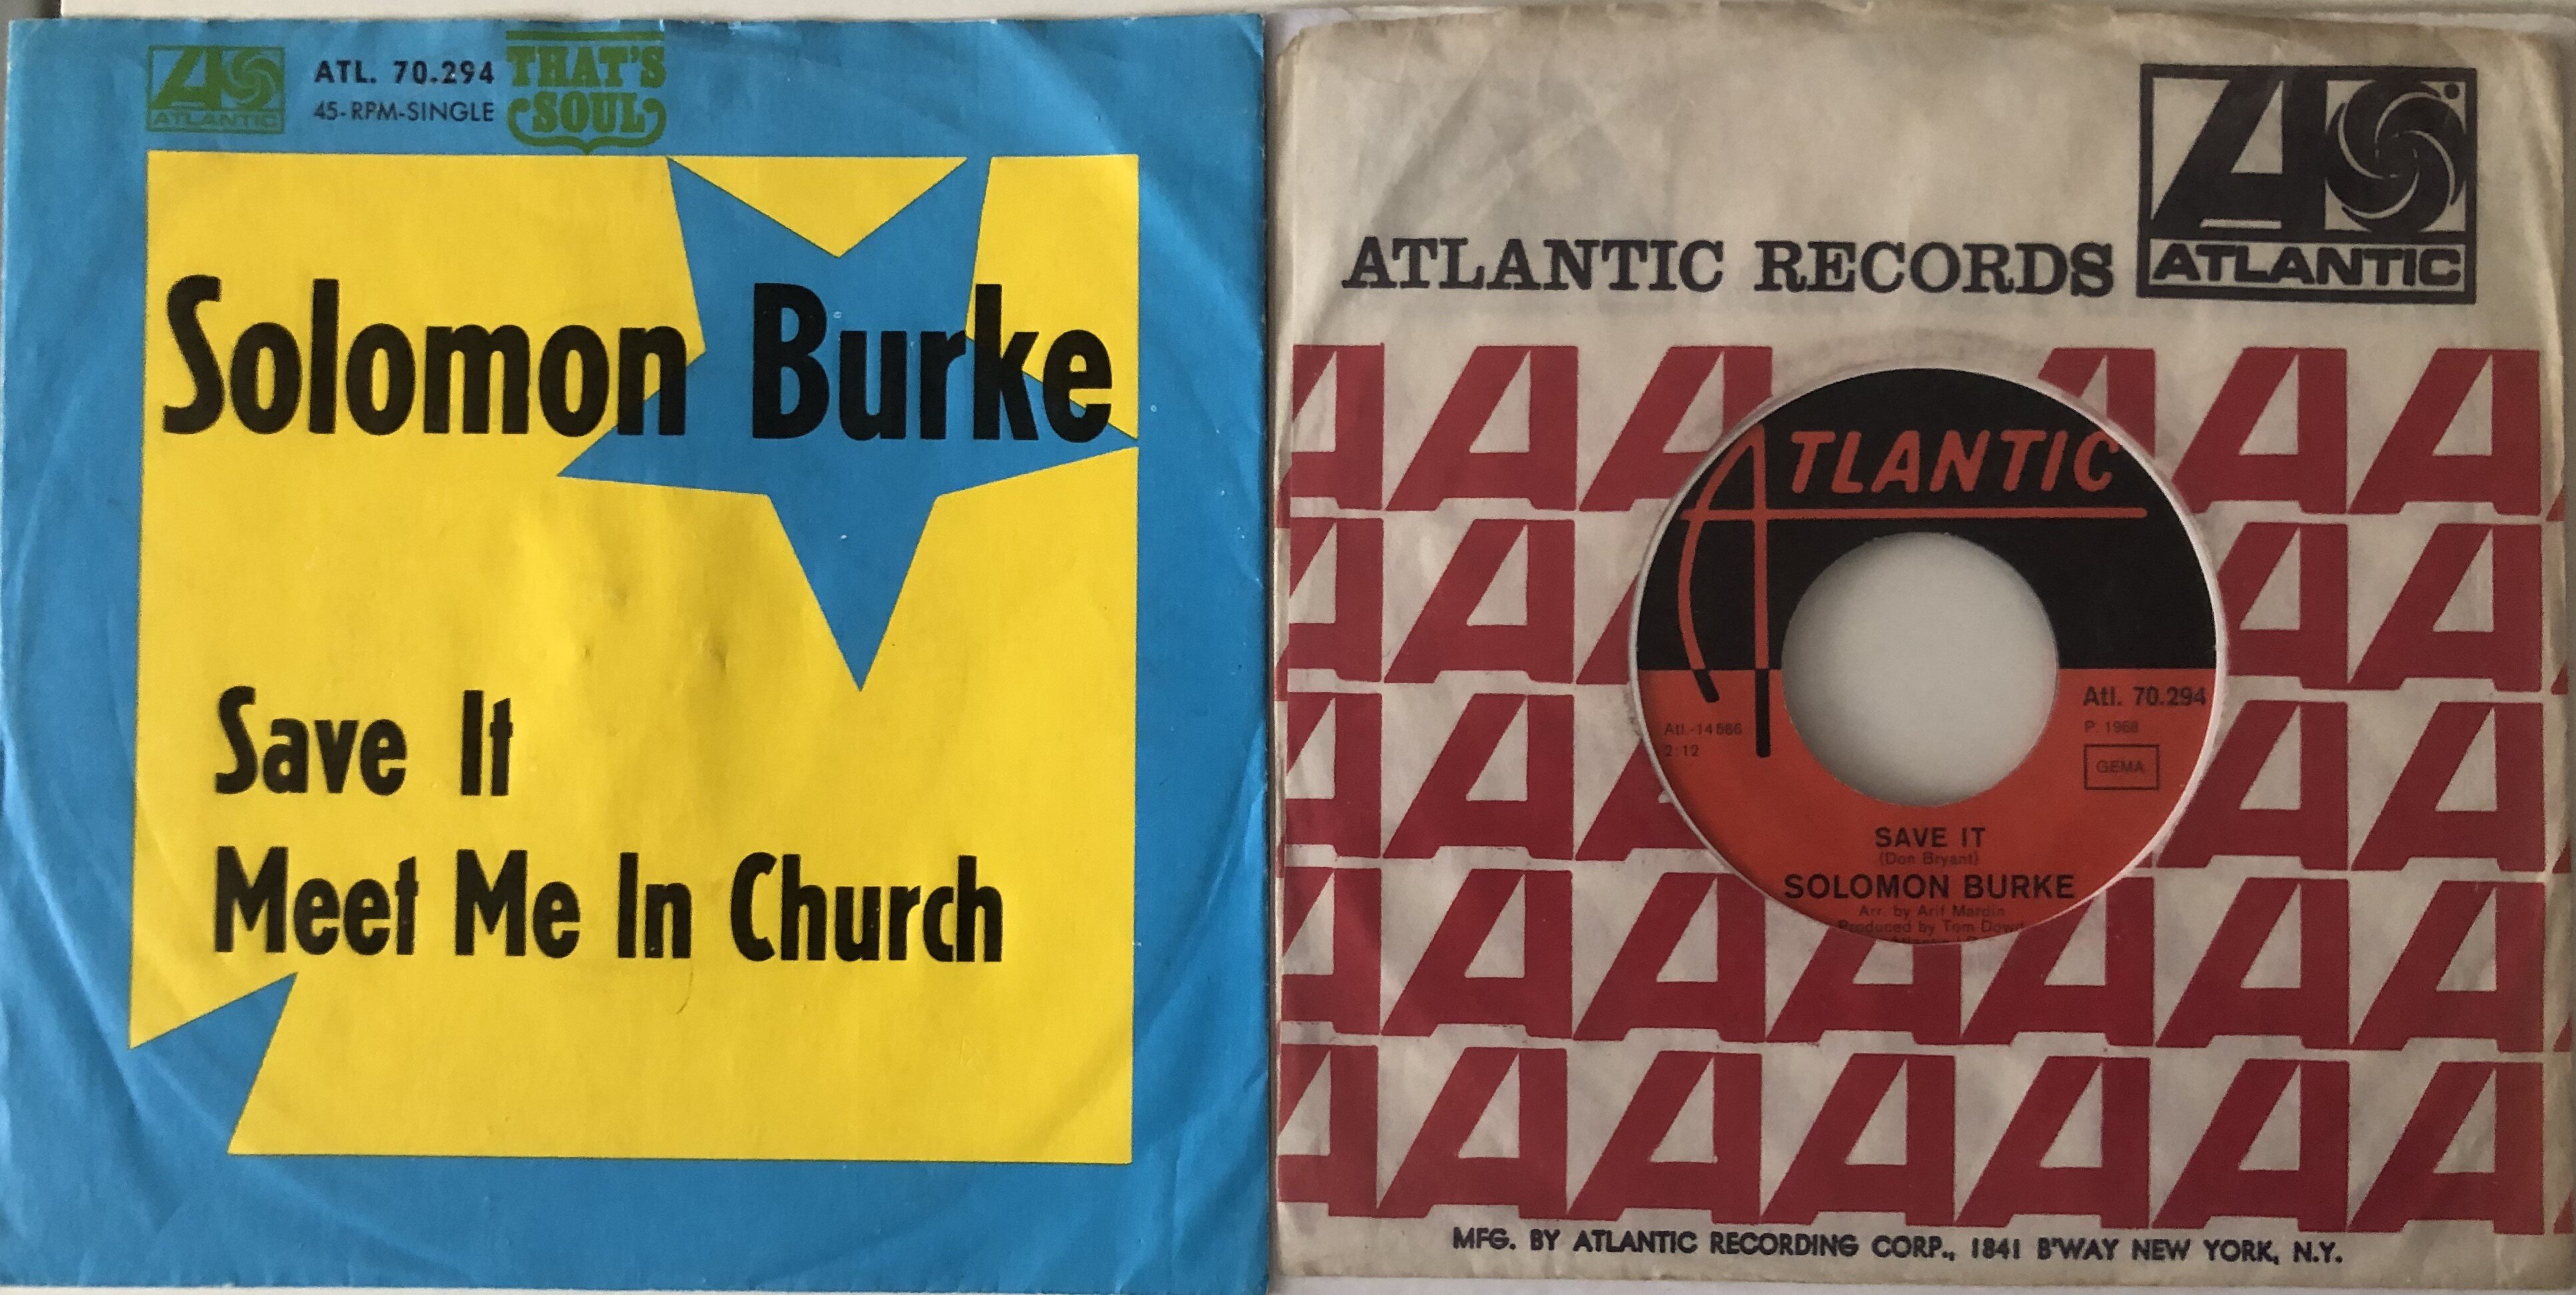 ATLANTIC
ATL. 70.294
45-RPM-SINGLE
THAT'S
SOUL
Solomon Burke
Save It
Meet Me In Church
ATLANTIC RECORDS
ATLANTIC
ATLANTIC
Atl. 70.294
P 1968
GEMA
Atl.-14586
2:12
SAVE IT
(Don Bryant)
SOLOMON BURKE
Arr. by Arif Mardin
Produced by Tom Dowd
MFG. BY ATLANTIC RECORDING CORP., 1841 B'WAY NEW YORK, N.Y.